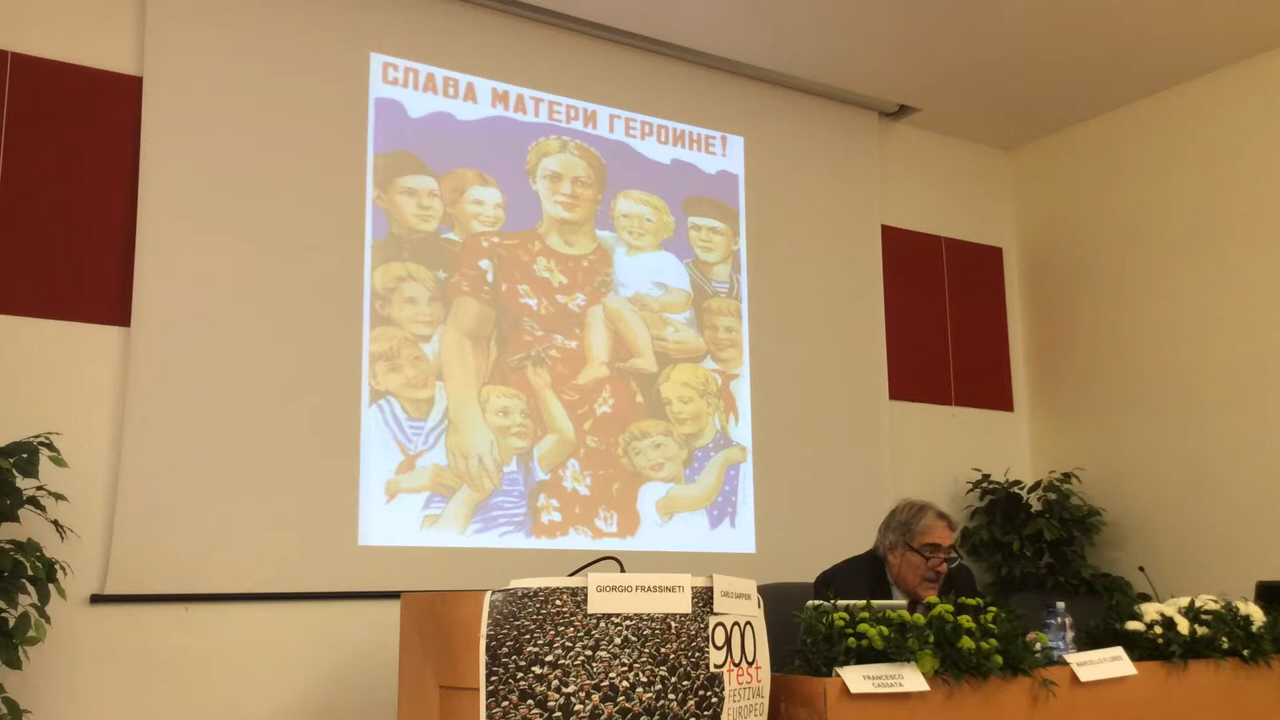 СЛАВА МАТЕРИ ГЕРОИНЕ!
GIORGIO FRASSINETI
CARLO SARPIERI
900
fest
FESTIVAL
EUROPEO
FRANCESCO
CASSATA
MARCELLO FLORES